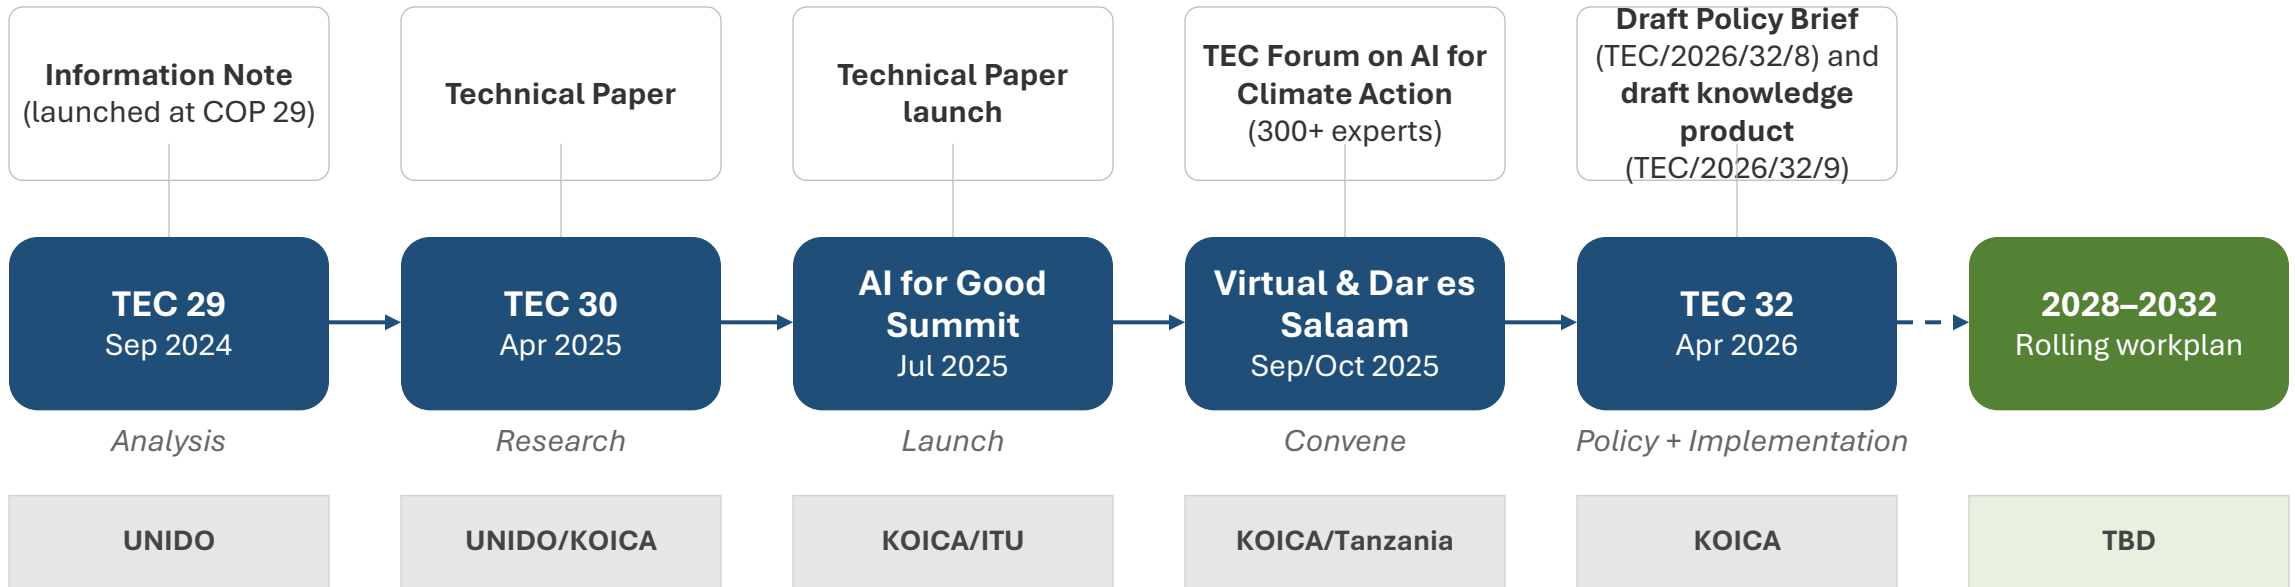 Information Note
(launched at COP 29)
Technical Paper
Technical Paper
launch
TEC Forum on AI for
Climate Action
(300+ experts)
Draft Policy Brief
(TEC/2026/32/8) and
draft knowledge
product
(TEC/2026/32/9)
TEC 29
Sep 2024
TEC 30
Apr 2025
AI for Good
Summit
Jul 2025
Virtual & Dar es
Salaam
Sep/Oct 2025
TEC 32
Apr 2026
2028–2032
Rolling workplan
Analysis
Research
Launch
Convene
Policy + Implementation
UNIDO
UNIDO/KOICA
KOICA/ITU
KOICA/Tanzania
KOICA
TBD